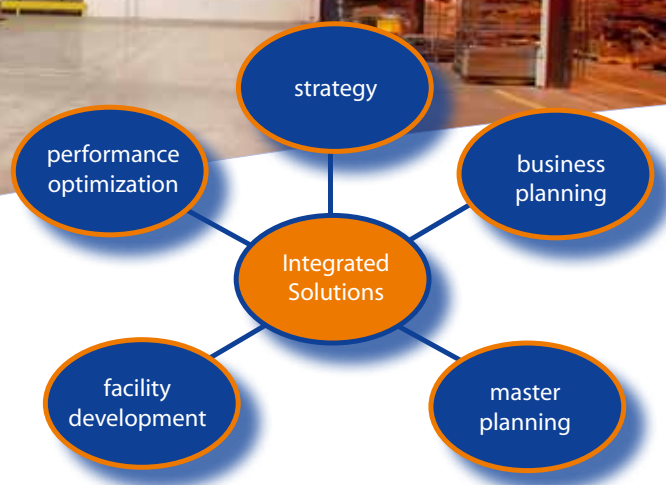 strategy
performance
optimization
business
planning
Integrated
Solutions
facility
development
master
planning